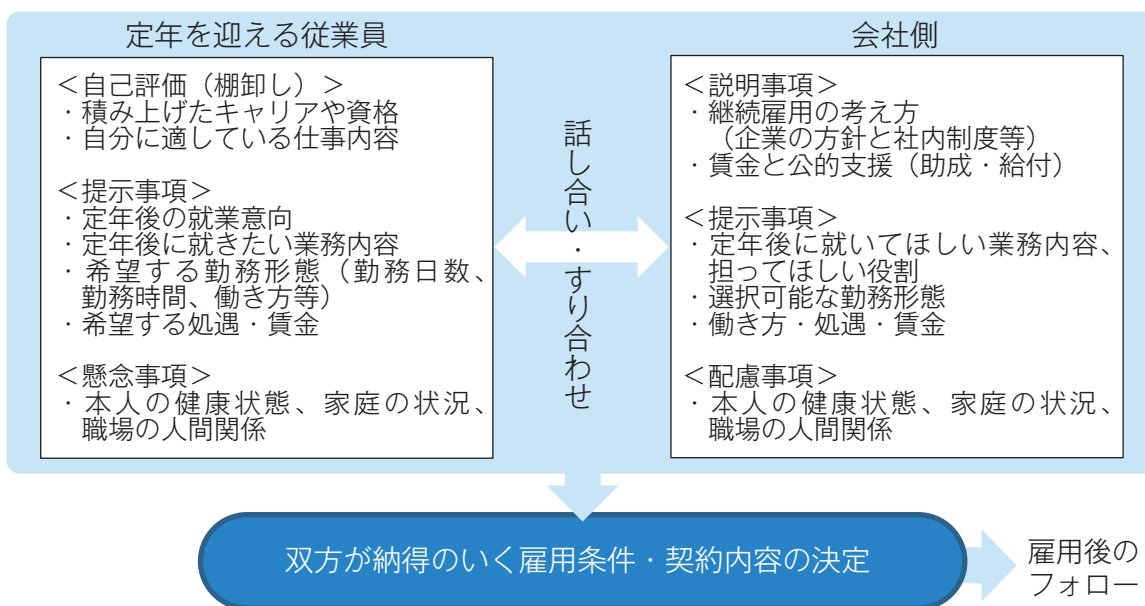 定年を迎える従業員
＜自己評価（棚卸し）＞
・積み上げたキャリアや資格
・自分に適している仕事内容
＜提示事項＞
・定年後の就業意向
・定年後に就きたい業務内容
・希望する勤務形態（勤務日数、
勤務時間、働き方等）
・希望する処遇・賃金
＜懸念事項＞
・本人の健康状態、家庭の状況、
職場の人間関係
話し合い・すり合わせ
会社側
＜説明事項＞
・継続雇用の考え方
（企業の方針と社内制度等）
・賃金と公的支援（助成・給付）
＜提示事項＞
・定年後に就いてほしい業務内容、
担ってほしい役割
・選択可能な勤務形態
・働き方・処遇・賃金
＜配慮事項＞
・本人の健康状態、家庭の状況、
職場の人間関係
双方が納得のいく雇用条件・契約内容の決定
雇用後の
フォロー